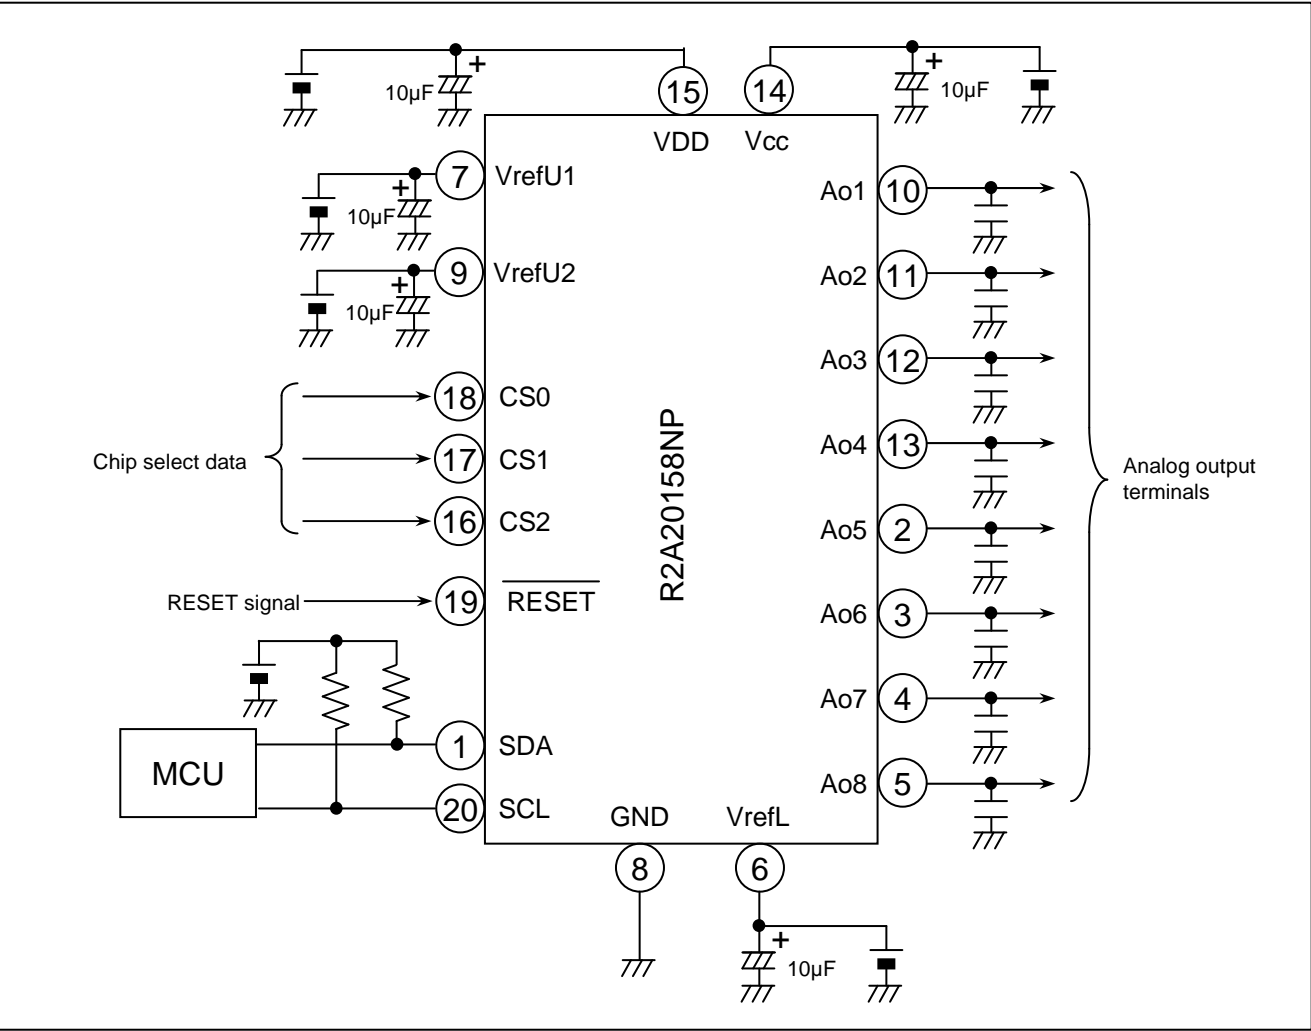 +
10µF
15
VDD
14
Vcc
+
10µF
7
VrefU1
+
10µF
9
VrefU2
+
10µF
Chip select data
18
CS0
17
CS1
16
CS2
RESET signal
19
RESET
MCU
1
SDA
20
SCL
R2A20158NP
Ao1
10
Ao2
11
Ao3
12
Ao4
13
Ao5
2
Ao6
3
Ao7
4
Ao8
5
Analog output
terminals
GND
8
VrefL
6
+
10µF